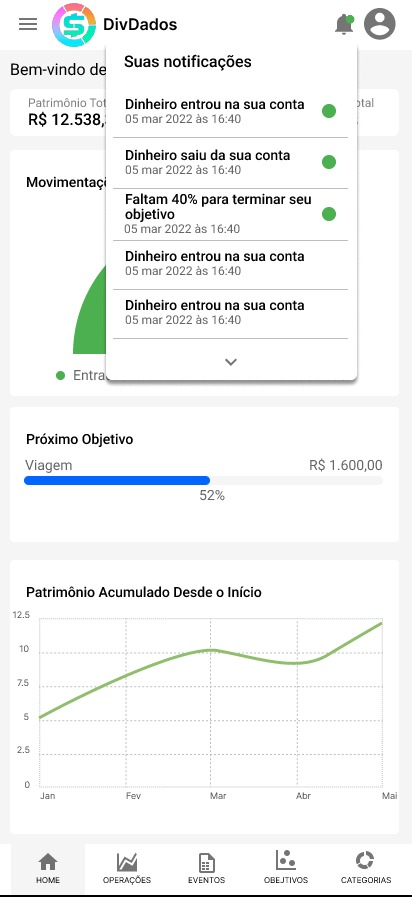 DivDados
Bem-vindo de
Suas notificações
Dinheiro entrou na sua conta
05 mar 2022 às 16:40
Dinheiro saiu da sua conta
05 mar 2022 às 16:40
Faltam 40% para terminar seu
objetivo
05 mar 2022 às 16:40
Dinheiro entrou na sua conta
05 mar 2022 às 16:40
Dinheiro entrou na sua conta
05 mar 2022 às 16:40
Patrimônio Tot
otal
R$ 12.538,
Movimentaç
Entra
Próximo Objetivo
Viagem R$ 1.600,00
52%
Patrimônio Acumulado Desde o Início
12.5
10
7.5
5
2.5
0
Jan Fev Mar Abr Mai
HOME OPERAÇÕES EVENTOS OBEJTIVOS CATEGORIAS